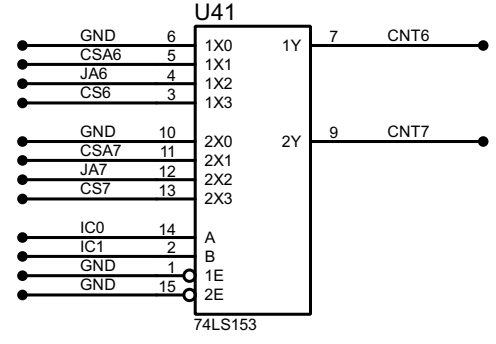 U41
GND 6 1X0 1Y 7 CNT6
CSA6 5 1X1
JA6 4 1X2
CS6 3 1X3
GND 10 2X0 2Y 9 CNT7
CSA7 11 2X1
JA7 12 2X2
CS7 13 2X3
IC0 14 A
IC1 2 B
GND 1 1E
GND 15 2E
74LS153